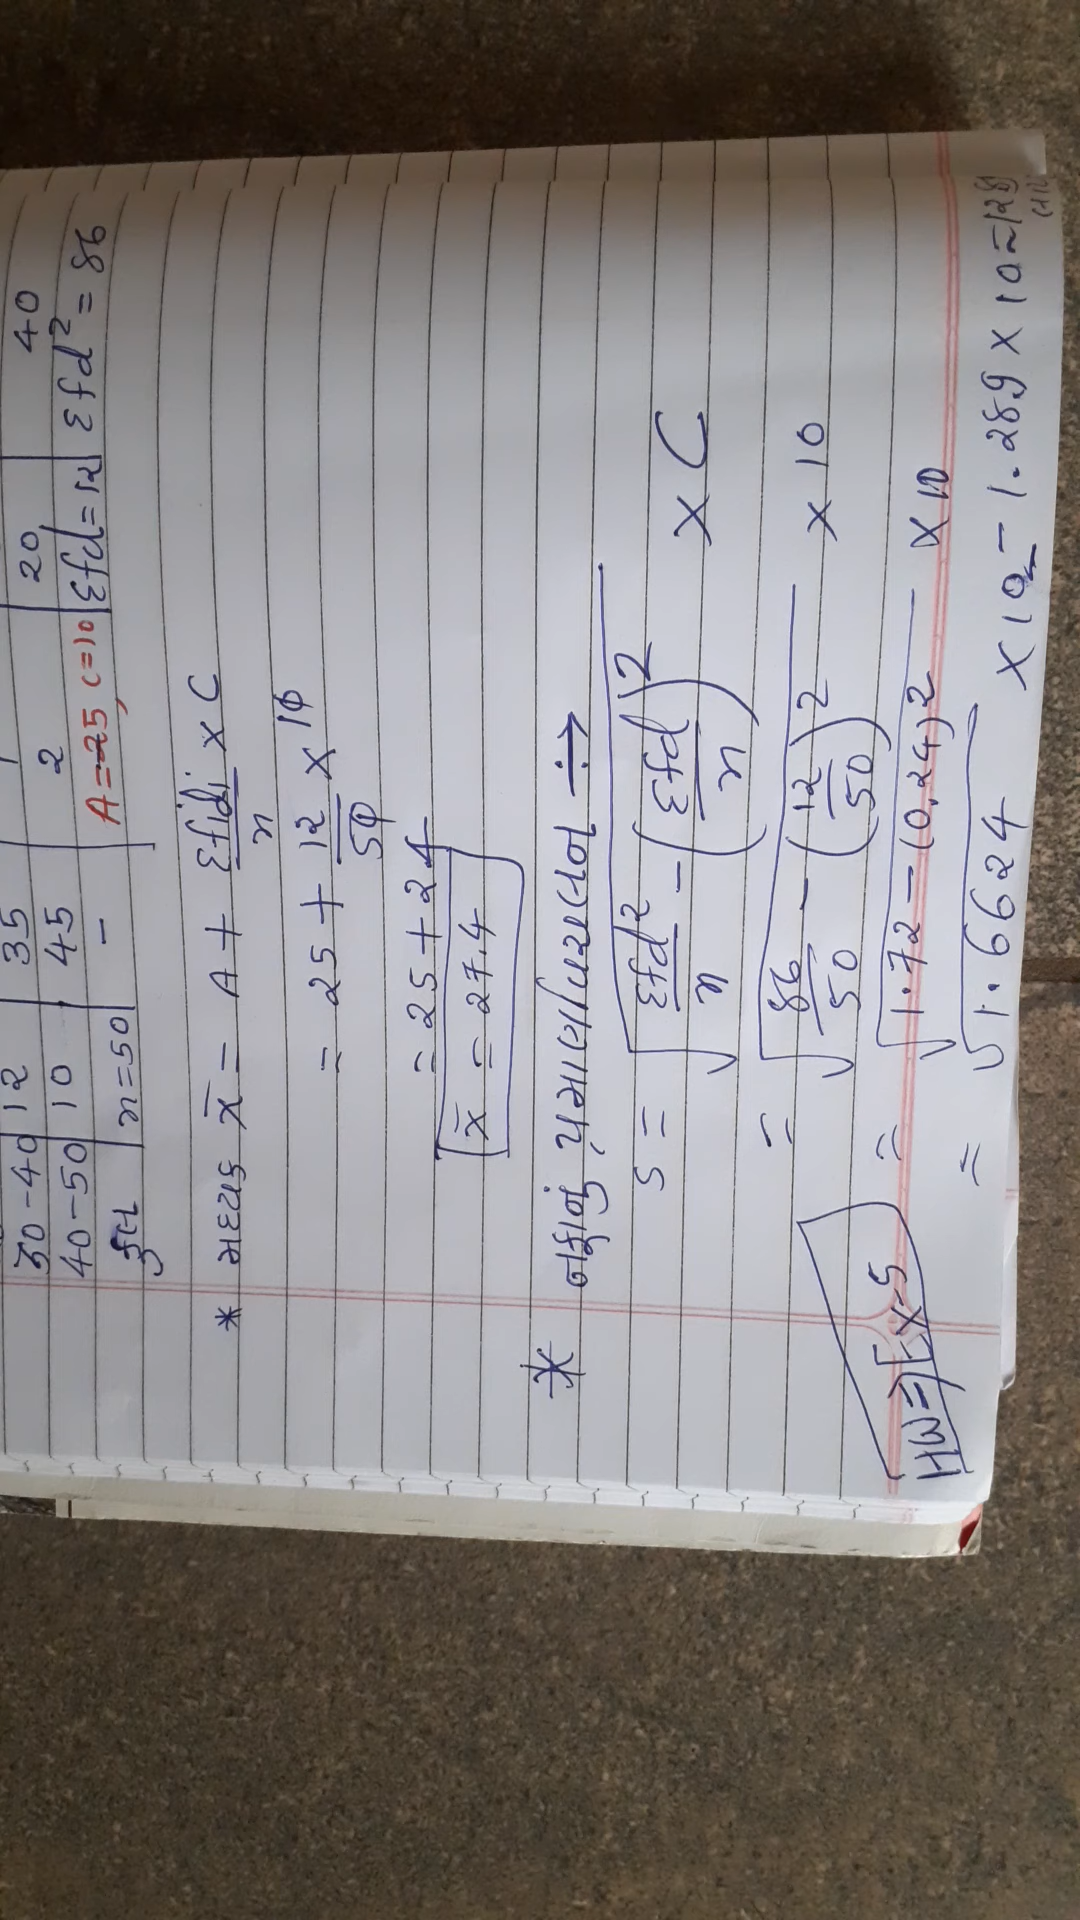 30-40 | 12 | 35 | 1 | 20
40-50 | 10 | 45 | 2 | 20 | 40
કુલ | n=50 | - | A=25, C=10 | Σfd=12 | Σfd² = 86
* મધ્યક x̄ = A + Σfidi/n × C
= 25 + 12/50 × 10
= 25 + 2.4
x̄ = 27.4
* નફાનું પ્રમાણિત વિચલન ÷→
S = √(Σfd²/n - (Σfd/n)²) × C
= √(86/50 - (12/50)²) × 10
= √(1.72 - (0.24)²) × 10
= √1.6624 × 10 = 1.289 × 10 = 12.89
HW ⇒ Ex-5